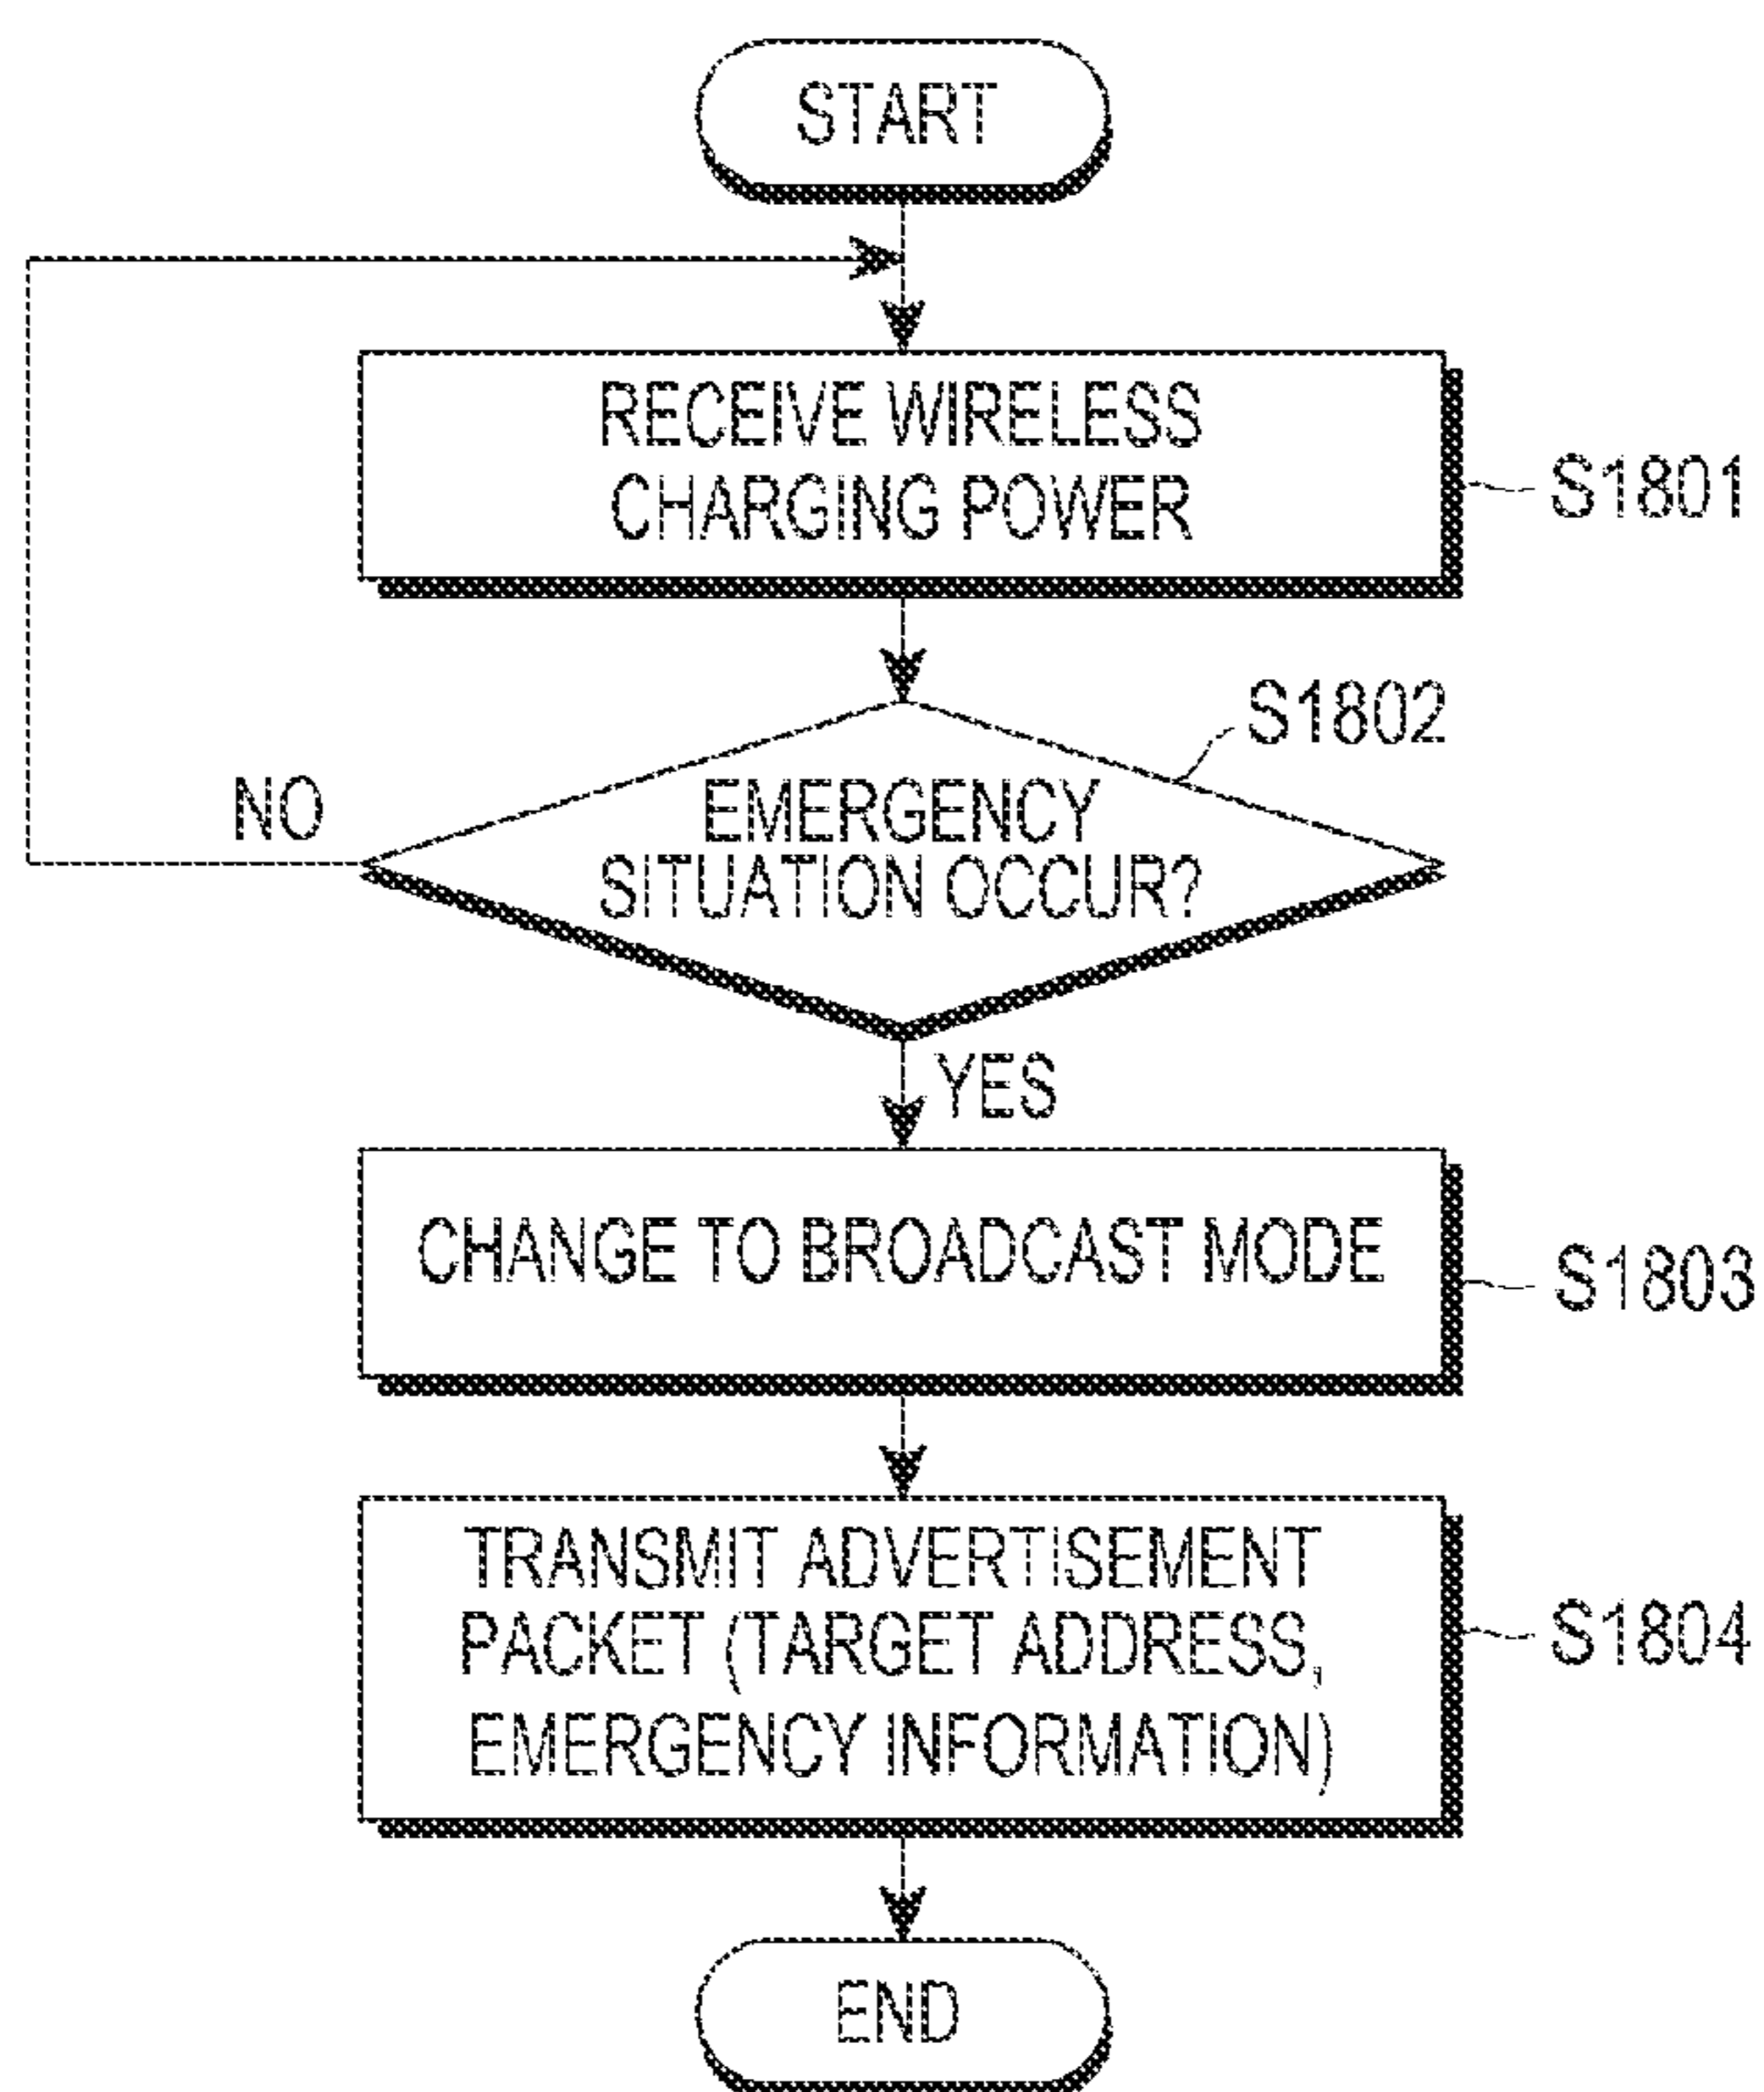 START
RECEIVE WIRELESS
CHARGING POWER
S1801
S1802
EMERGENCY
SITUATION OCCUR?
NO
YES
CHANGE TO BROADCAST MODE
S1803
TRANSMIT ADVERTISEMENT
PACKET (TARGET ADDRESS,
EMERGENCY INFORMATION)
S1804
END